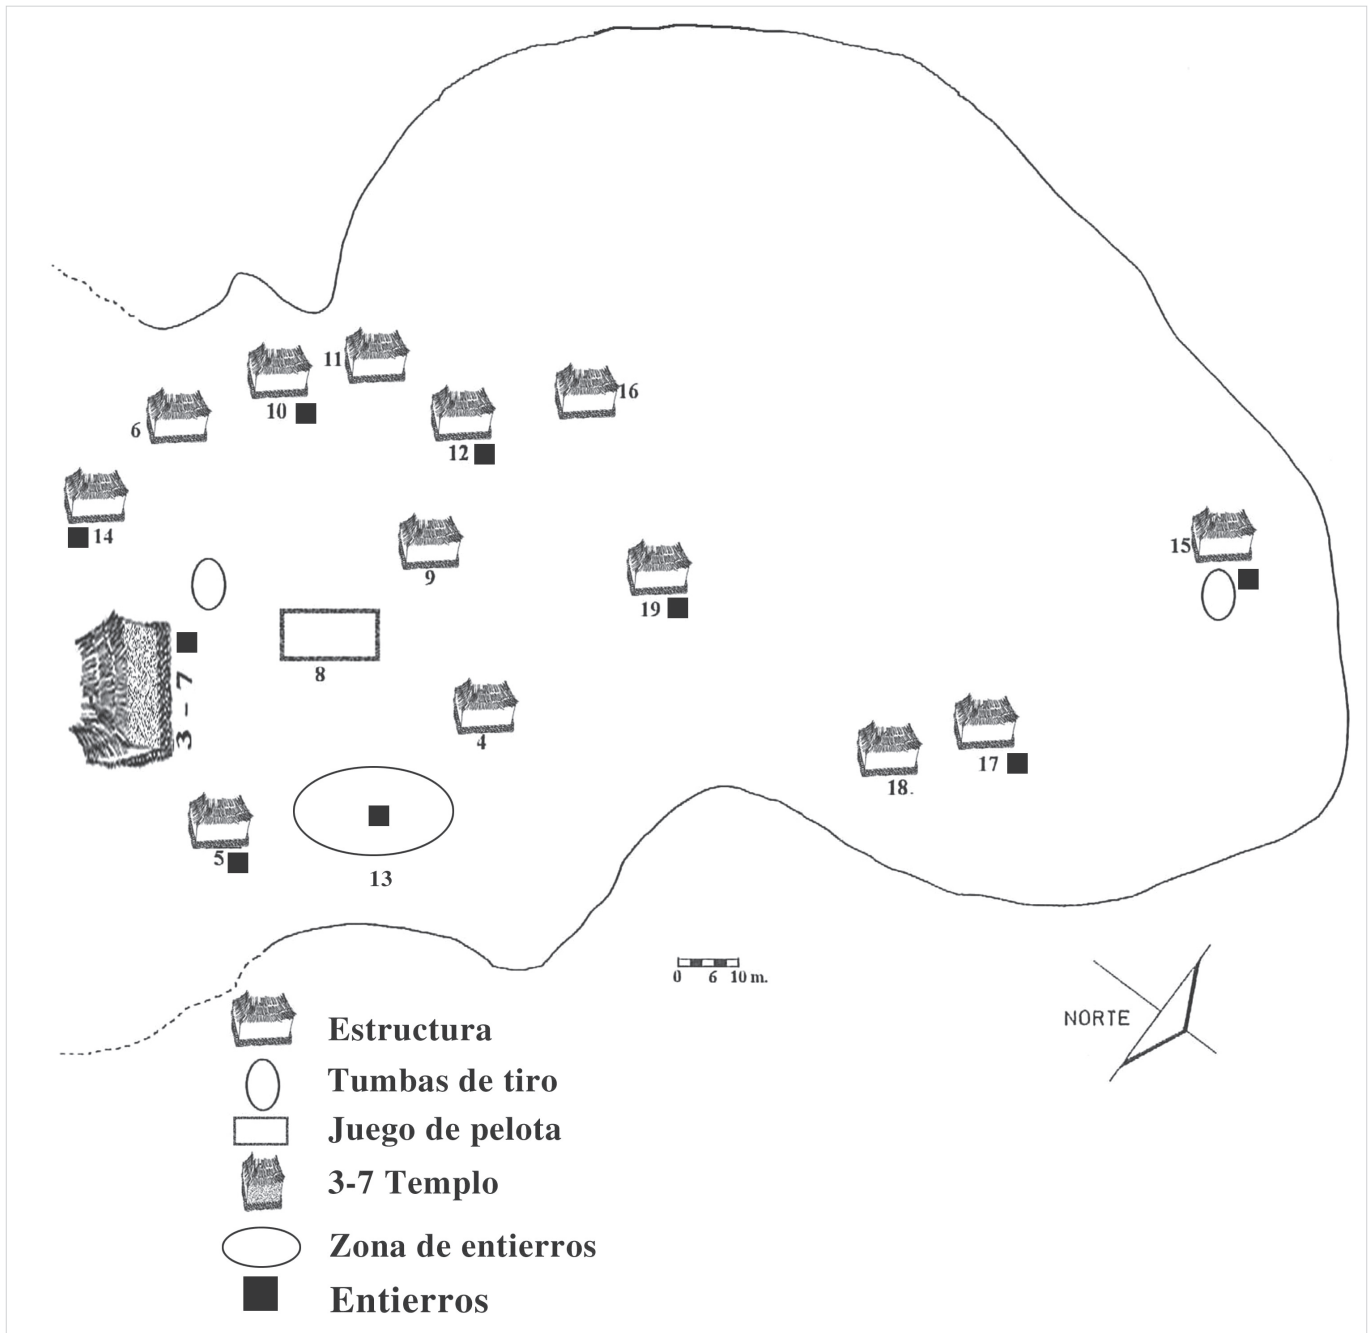 11
16
10
6
12
14
9
15
19
8
3 - 7
4
17
18.
5
13
0 6 10 m.
NORTE
Estructura
Tumbas de tiro
Juego de pelota
3-7 Templo
Zona de entierros
Entierros